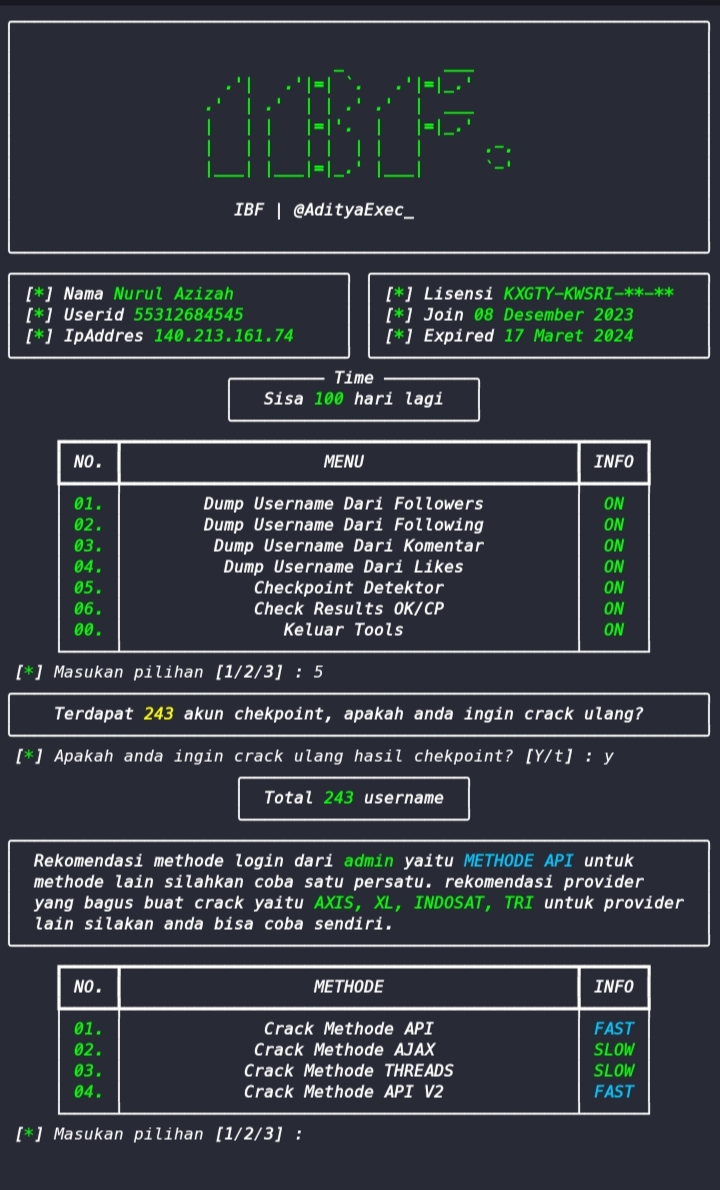 IBF.
IBF | @AdityaExec_
[*] Nama Nurul Azizah
[*] Userid 55312684545
[*] IpAddres 140.213.161.74
[*] Lisensi KXGTY-KWSRI-**-**
[*] Join 08 Desember 2023
[*] Expired 17 Maret 2024
Time
Sisa 100 hari lagi
NO. MENU INFO
01. Dump Username Dari Followers ON
02. Dump Username Dari Following ON
03. Dump Username Dari Komentar ON
04. Dump Username Dari Likes ON
05. Checkpoint Detektor ON
06. Check Results OK/CP ON
00. Keluar Tools ON
[*] Masukan pilihan [1/2/3] : 5
Terdapat 243 akun chekpoint, apakah anda ingin crack ulang?
[*] Apakah anda ingin crack ulang hasil chekpoint? [Y/t] : y
Total 243 username
Rekomendasi methode login dari admin yaitu METHODE API untuk
methode lain silahkan coba satu persatu. rekomendasi provider
yang bagus buat crack yaitu AXIS, XL, INDOSAT, TRI untuk provider
lain silakan anda bisa coba sendiri.
NO. METHODE INFO
01. Crack Methode API FAST
02. Crack Methode AJAX SLOW
03. Crack Methode THREADS SLOW
04. Crack Methode API V2 FAST
[*] Masukan pilihan [1/2/3] :